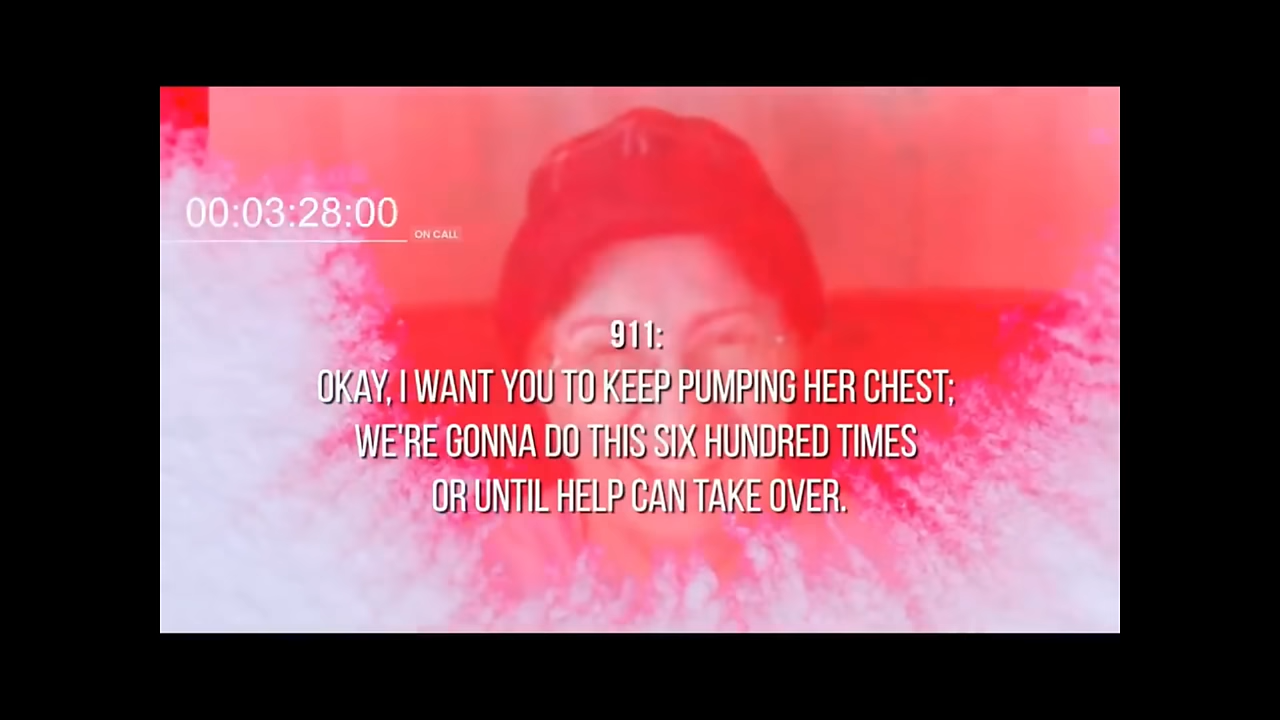 00:03:28:00
ON CALL
911:
OKAY, I WANT YOU TO KEEP PUMPING HER CHEST;
WE'RE GONNA DO THIS SIX HUNDRED TIMES
OR UNTIL HELP CAN TAKE OVER.